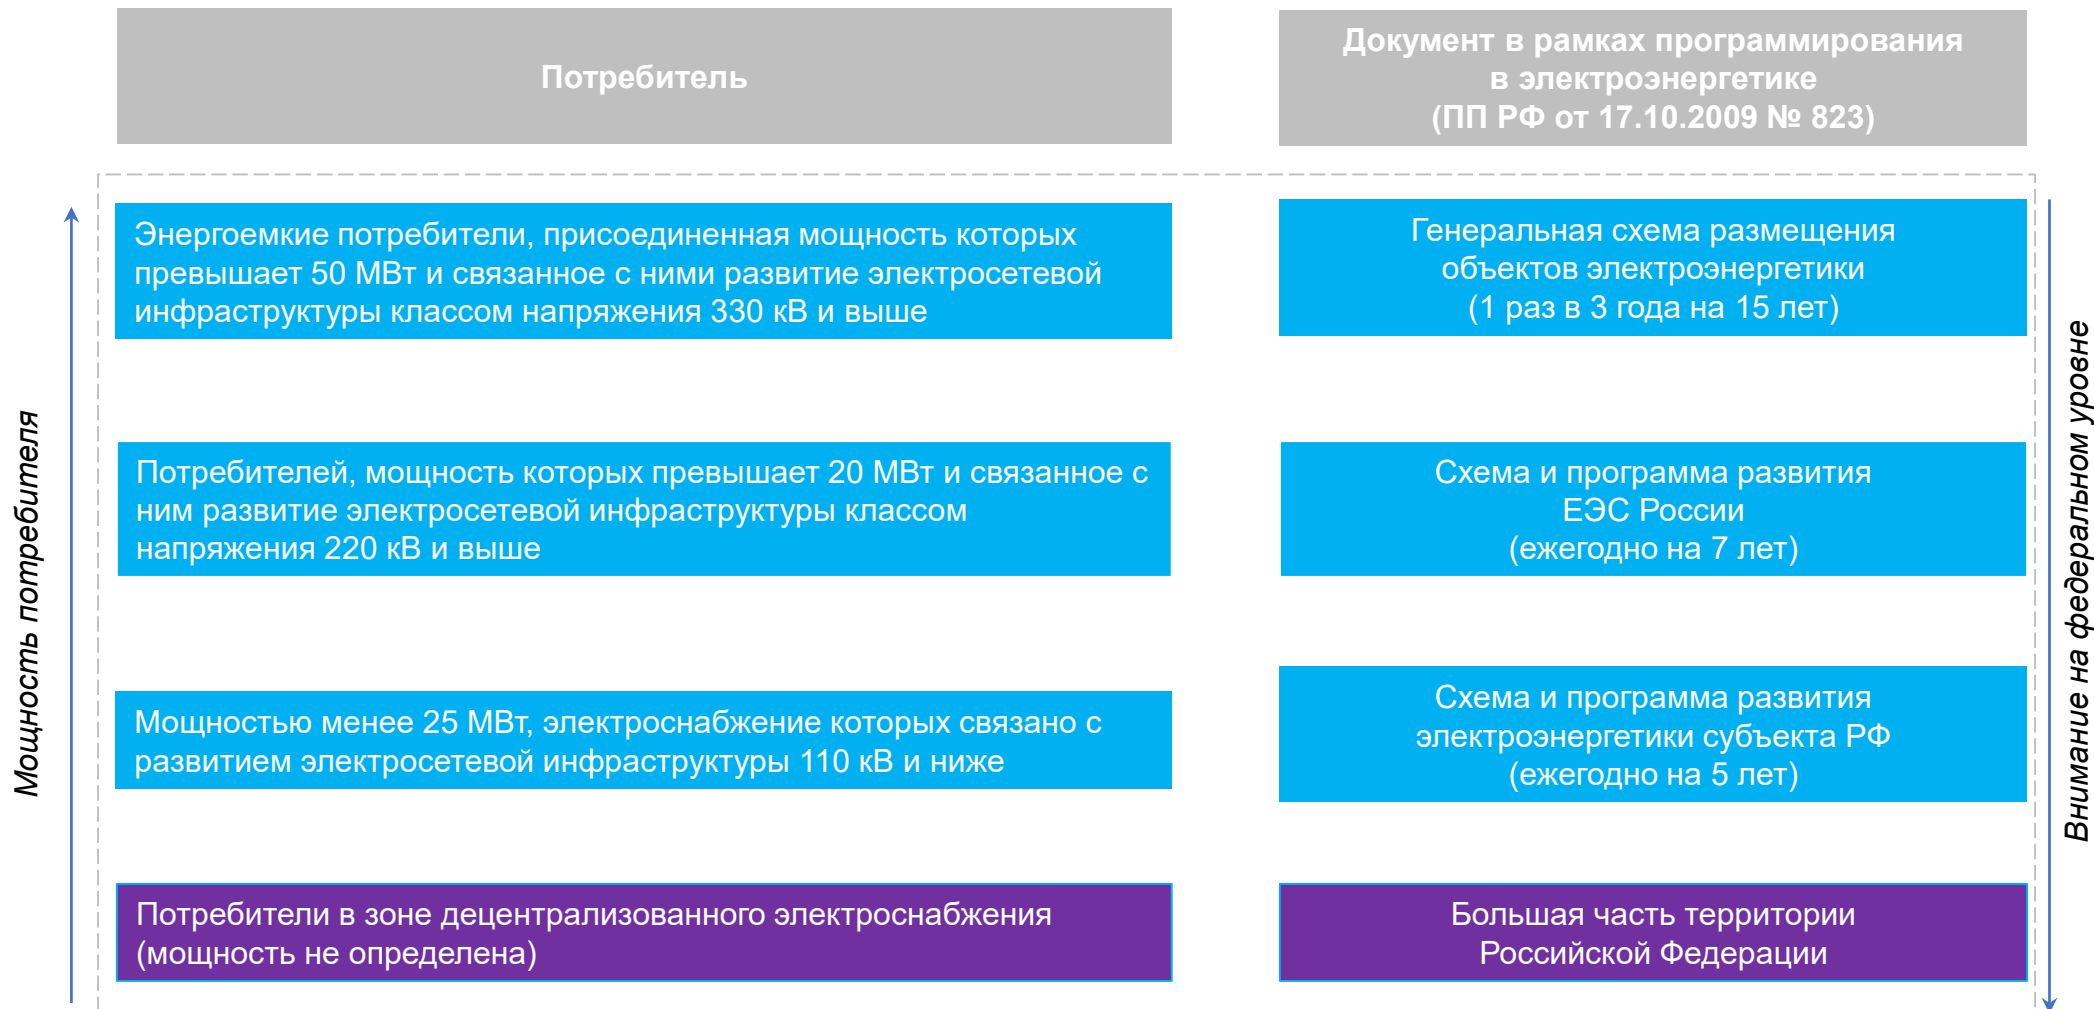 Потребитель
Документ в рамках программирования
в электроэнергетике
(ПП РФ от 17.10.2009 № 823)
Мощность потребителя
Энергоемкие потребители, присоединенная мощность которых
превышает 50 МВт и связанное с ними развитие электросетевой
инфраструктуры классом напряжения 330 кВ и выше
Генеральная схема размещения
объектов электроэнергетики
(1 раз в 3 года на 15 лет)
Потребителей, мощность которых превышает 20 МВт и связанное с
ним развитие электросетевой инфраструктуры классом
напряжения 220 кВ и выше
Схема и программа развития
ЕЭС России
(ежегодно на 7 лет)
Мощностью менее 25 МВт, электроснабжение которых связано с
развитием электросетевой инфраструктуры 110 кВ и ниже
Схема и программа развития
электроэнергетики субъекта РФ
(ежегодно на 5 лет)
Потребители в зоне децентрализованного электроснабжения
(мощность не определена)
Большая часть территории
Российской Федерации
Внимание на федеральном уровне